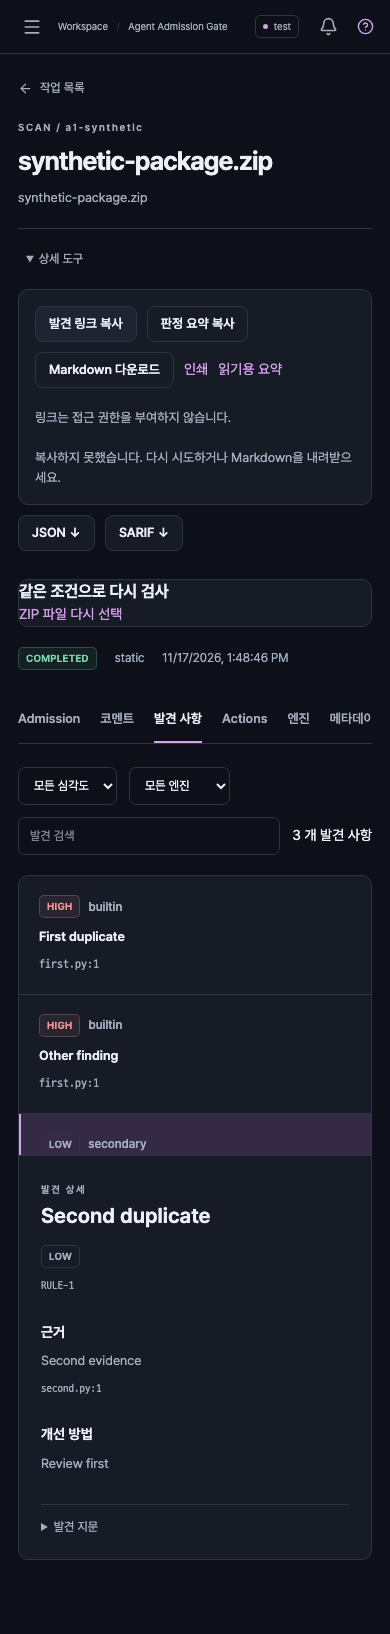 Workspace / Agent Admission Gate test
← 작업 목록
SCAN / a1-synthetic
synthetic-package.zip
synthetic-package.zip
▼ 상세 도구
발견 링크 복사 판정 요약 복사
Markdown 다운로드 인쇄 읽기용 요약
링크는 접근 권한을 부여하지 않습니다.
복사하지 못했습니다. 다시 시도하거나 Markdown을 내려받으
세요.
JSON ↓ SARIF ↓
같은 조건으로 다시 검사
ZIP 파일 다시 선택
COMPLETED static 11/17/2026, 1:48:46 PM
Admission 코멘트 발견 사항 Actions 엔진 메타데이
모든 심각도 모든 엔진
발견 검색 3 개 발견 사항
HIGH builtin
First duplicate
first.py:1
HIGH builtin
Other finding
first.py:1
LOW secondary
발견 상세
Second duplicate
LOW
RULE-1
근거
Second evidence
second.py:1
개선 방법
Review first
▶ 발견 지문